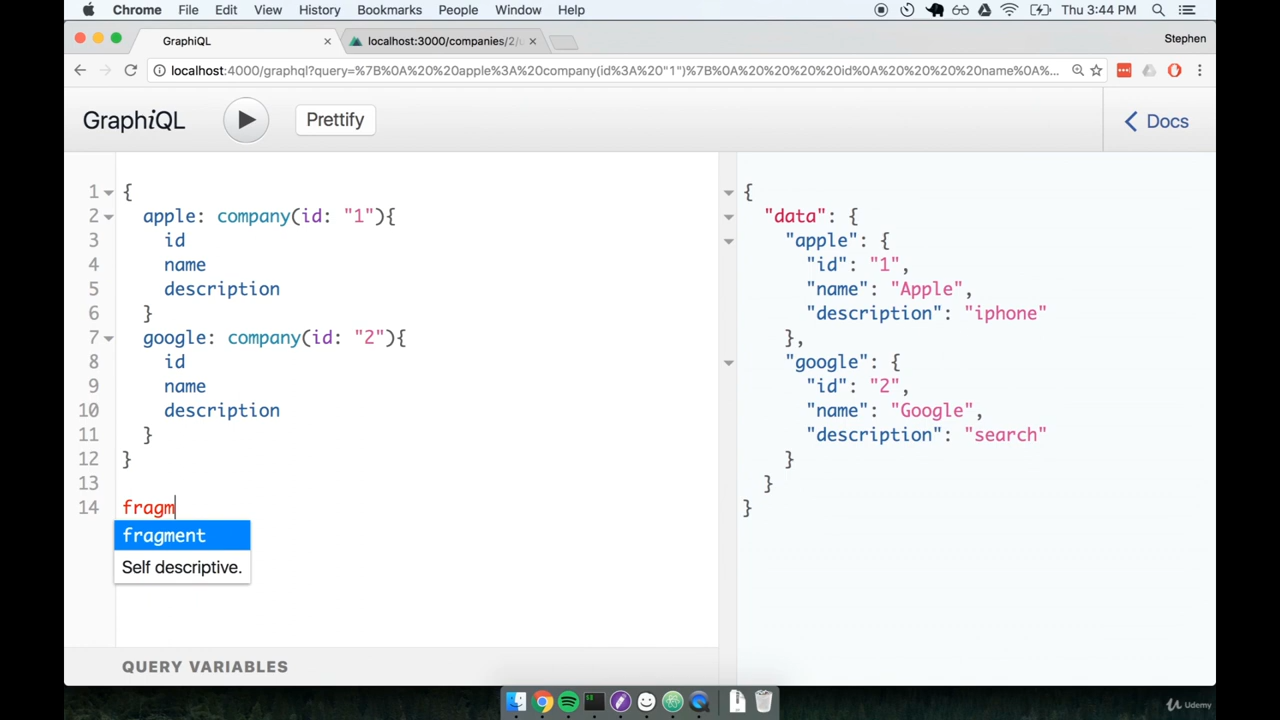 Chrome File Edit View History Bookmarks People Window Help Thu 3:44 PM
GraphiQL localhost:3000/companies/2/ Stephen
localhost:4000/graphql?query=%7B%0A%20%20apple%3A%20company(id%3A%20"1")%7B%0A%20%20%20%20id%0A%20%20%20%20name%0A%...
GraphiQL Prettify Docs
1 {
2 apple: company(id: "1"){
3 id
4 name
5 description
6 }
7 google: company(id: "2"){
8 id
9 name
10 description
11 }
12 }
13
14 fragm
fragment
Self descriptive.
QUERY VARIABLES
{
"data": {
"apple": {
"id": "1",
"name": "Apple",
"description": "iphone"
},
"google": {
"id": "2",
"name": "Google",
"description": "search"
}
}
}
Udemy